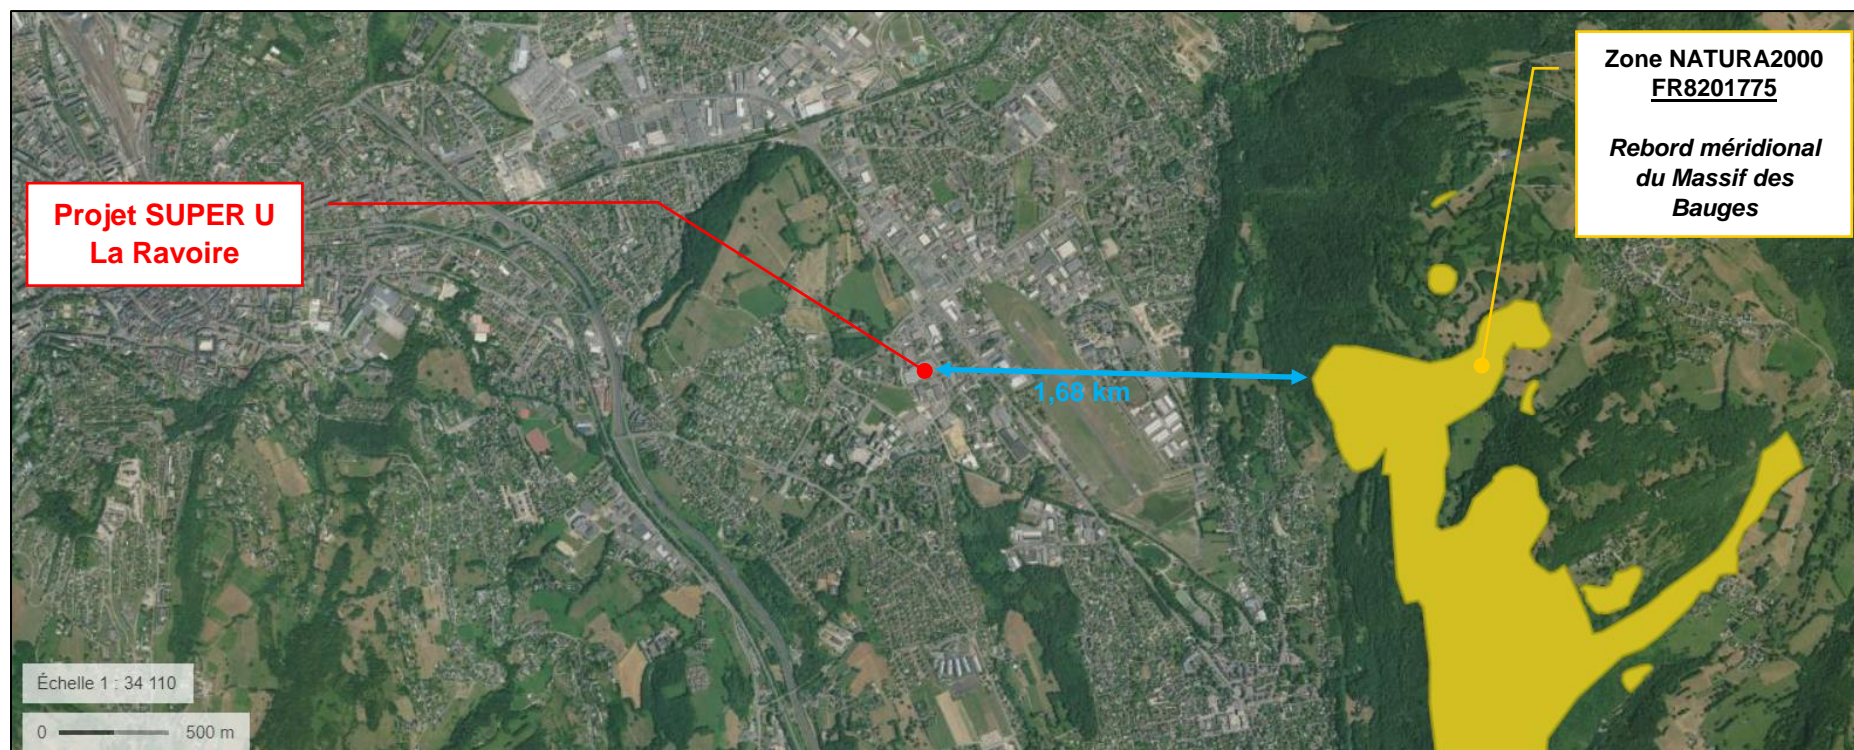 Zone NATURA2000
FR8201775
Rebord méridional
du Massif des
Bauges
Projet SUPER U
La Ravoire
1,68 km
Échelle 1 : 34 110
0 500 m